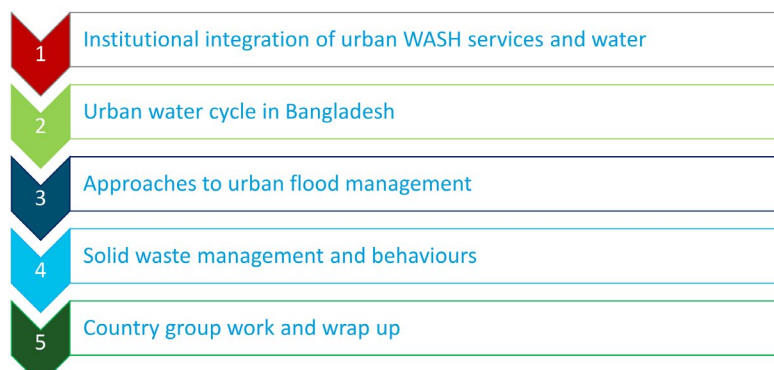 1 Institutional integration of urban WASH services and water
2 Urban water cycle in Bangladesh
3 Approaches to urban flood management
4 Solid waste management and behaviours
5 Country group work and wrap up